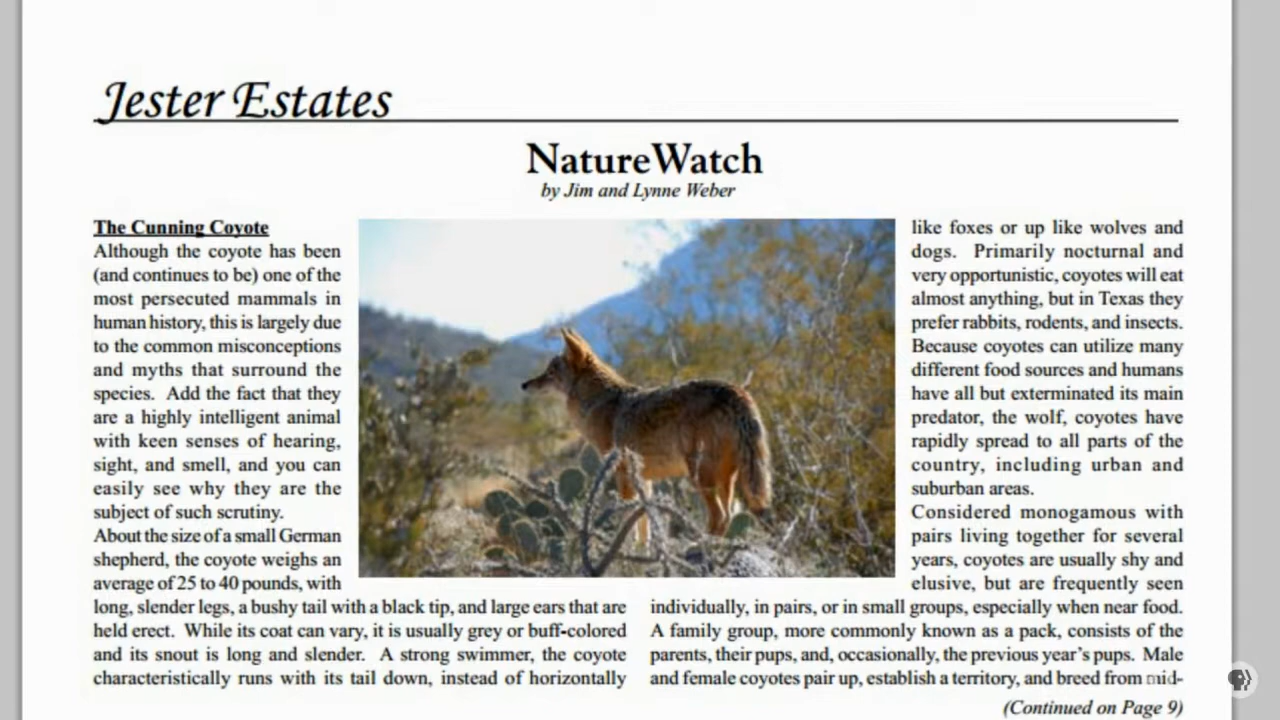 Jester Estates
NatureWatch
by Jim and Lynne Weber
The Cunning Coyote
Although the coyote has been
(and continues to be) one of the
most persecuted mammals in
human history, this is largely due
to the common misconceptions
and myths that surround the
species. Add the fact that they
are a highly intelligent animal
with keen senses of hearing,
sight, and smell, and you can
easily see why they are the
subject of such scrutiny.
About the size of a small German
shepherd, the coyote weighs an
average of 25 to 40 pounds, with
long, slender legs, a bushy tail with a black tip, and large ears that are
held erect. While its coat can vary, it is usually grey or buff-colored
and its snout is long and slender. A strong swimmer, the coyote
characteristically runs with its tail down, instead of horizontally
like foxes or up like wolves and
dogs. Primarily nocturnal and
very opportunistic, coyotes will eat
almost anything, but in Texas they
prefer rabbits, rodents, and insects.
Because coyotes can utilize many
different food sources and humans
have all but exterminated its main
predator, the wolf, coyotes have
rapidly spread to all parts of the
country, including urban and
suburban areas.
Considered monogamous with
pairs living together for several
years, coyotes are usually shy and
elusive, but are frequently seen
individually, in pairs, or in small groups, especially when near food.
A family group, more commonly known as a pack, consists of the
parents, their pups, and, occasionally, the previous year's pups. Male
and female coyotes pair up, establish a territory, and breed from mid-
(Continued on Page 9)